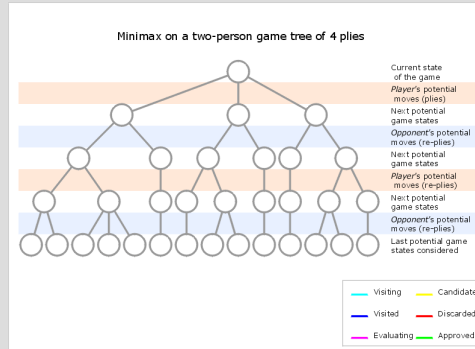 Minimax on a two-person game tree of 4 plies
Current state
of the game
Player's potential
moves (plies)
Next potential
game states
Opponent's potential
moves (re-plies)
Next potential
game states
Player's potential
moves (re-plies)
Next potential
game states
Opponent's potential
moves (re-plies)
Last potential game
states considered
Visiting
Candidate
Visited
Discarded
Evaluating
Approved